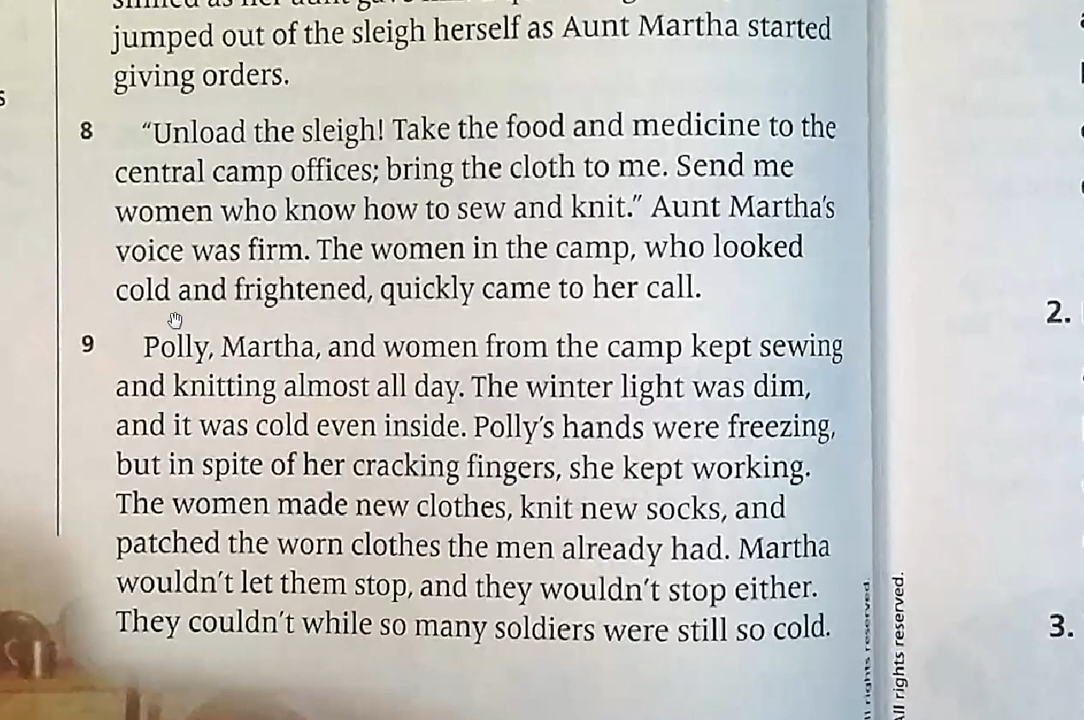 jumped out of the sleigh herself as Aunt Martha started
giving orders.
8 “Unload the sleigh! Take the food and medicine to the
central camp offices; bring the cloth to me. Send me
women who know how to sew and knit.” Aunt Martha’s
voice was firm. The women in the camp, who looked
cold and frightened, quickly came to her call.
9 Polly, Martha, and women from the camp kept sewing
and knitting almost all day. The winter light was dim,
and it was cold even inside. Polly’s hands were freezing,
but in spite of her cracking fingers, she kept working.
The women made new clothes, knit new socks, and
patched the worn clothes the men already had. Martha
wouldn’t let them stop, and they wouldn’t stop either.
They couldn’t while so many soldiers were still so cold.
rights reserved.
All rights reserved.
2.
3.